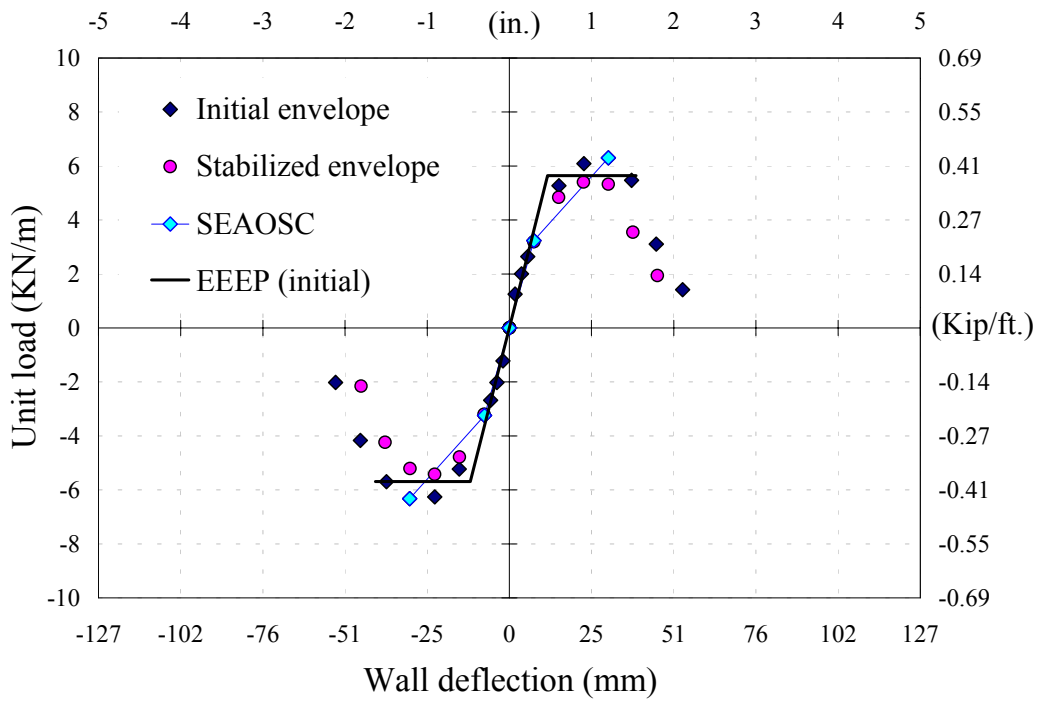 -5 -4 -3 -2 -1 (in.) 1 2 3 4 5
10 0.69
8 0.55
6 0.41
4 0.27
2 0.14
0 (Kip/ft.)
-2 -0.14
-4 -0.27
-6 -0.41
-8 -0.55
-10 -0.69
Initial envelope
Stabilized envelope
SEAOSC
EEEP (initial)
Unit load (KN/m)
-127 -102 -76 -51 -25 0 25 51 76 102 127
Wall deflection (mm)